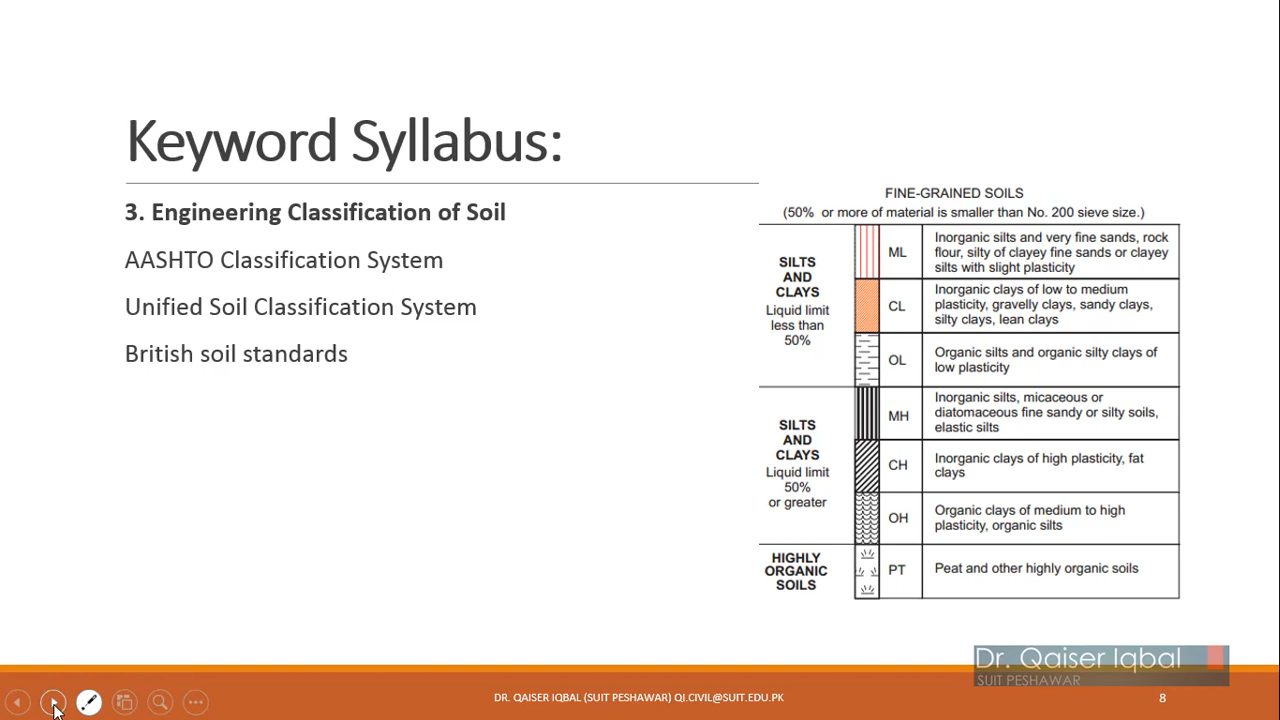 Keyword Syllabus:
3. Engineering Classification of Soil
AASHTO Classification System
Unified Soil Classification System
British soil standards
FINE-GRAINED SOILS
(50% or more of material is smaller than No. 200 sieve size.)
SILTS
AND
CLAYS
Liquid limit
less than
50%
ML
Inorganic silts and very fine sands, rock
flour, silty of clayey fine sands or clayey
silts with slight plasticity
CL
Inorganic clays of low to medium
plasticity, gravelly clays, sandy clays,
silty clays, lean clays
OL
Organic silts and organic silty clays of
low plasticity
SILTS
AND
CLAYS
Liquid limit
50%
or greater
MH
Inorganic silts, micaceous or
diatomaceous fine sandy or silty soils,
elastic silts
CH
Inorganic clays of high plasticity, fat
clays
OH
Organic clays of medium to high
plasticity, organic silts
HIGHLY
ORGANIC
SOILS
PT
Peat and other highly organic soils
Dr. Qaiser Iqbal
SUIT PESHAWAR
DR. QAISER IQBAL (SUIT PESHAWAR) QI.CIVIL@SUIT.EDU.PK
8